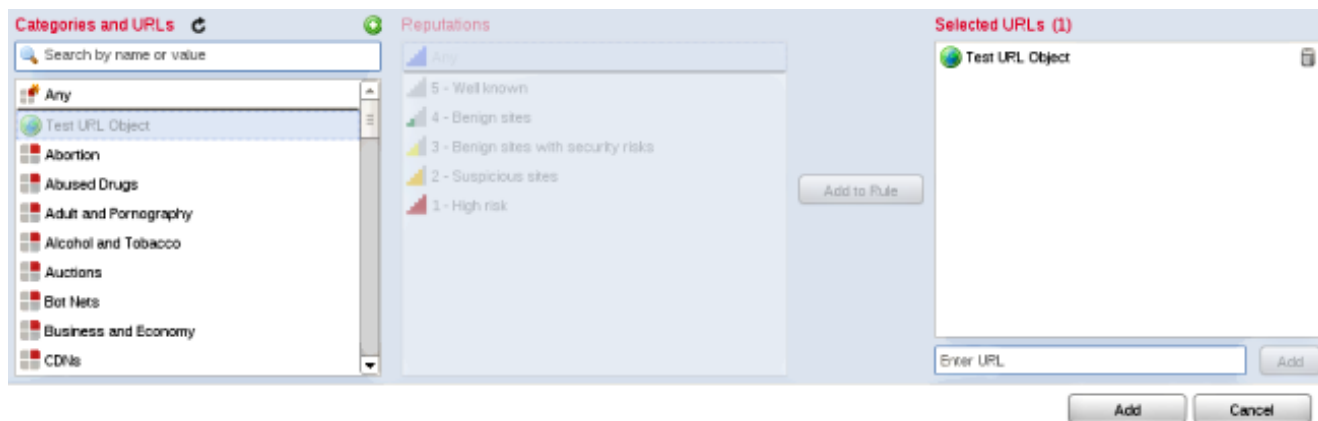 Categories and URLs
Search by name or value
Any
Test URL Object
Abortion
Abused Drugs
Adult and Pornography
Alcohol and Tobacco
Auctions
Bot Nets
Business and Economy
CDNs
Reputations
Any
5 - Well known
4 - Benign sites
3 - Benign sites with security risks
2 - Suspicious sites
1 - High risk
Add to Rule
Selected URLs (1)
Test URL Object
Enter URL
Add
Add
Cancel